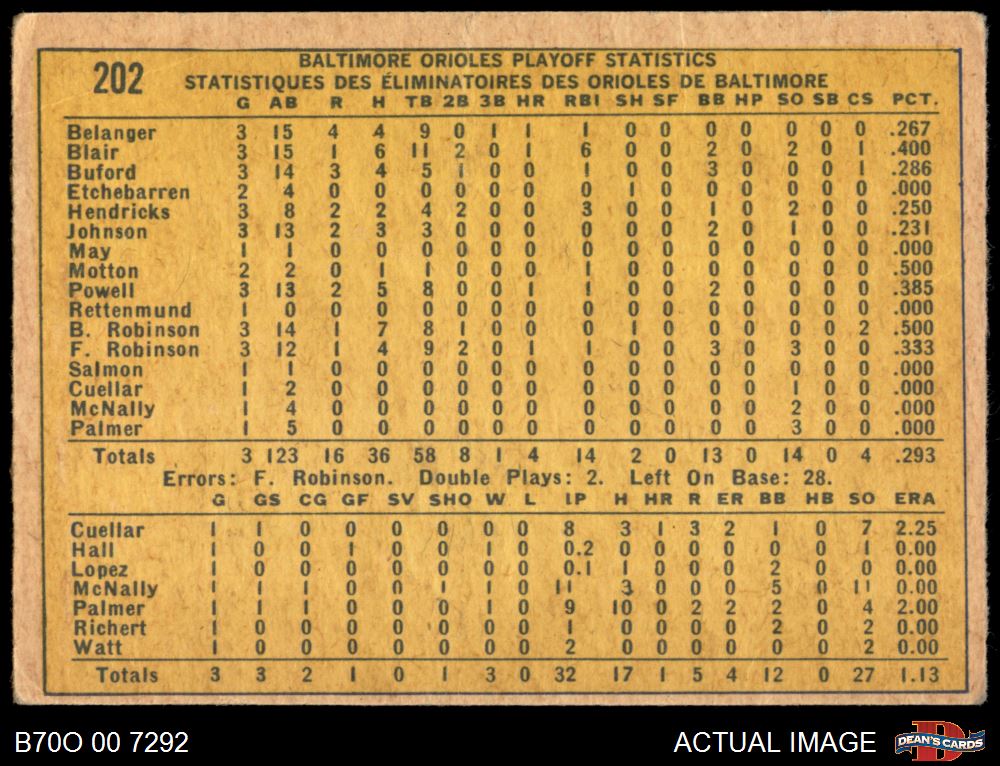 202
BALTIMORE ORIOLES PLAYOFF STATISTICS
STATISTIQUES DES ÉLIMINATOIRES DES ORIOLES DE BALTIMORE
G AB R H TB 2B 3B HR RBI SH SF BB HP SO SB CS PCT.
Belanger 3 15 4 4 9 0 1 1 1 0 0 0 0 0 0 0 .267
Blair 3 15 1 6 11 2 0 1 6 0 0 2 0 2 0 1 .400
Buford 3 14 3 4 5 1 0 0 1 0 0 3 0 0 0 1 .286
Etchebarren 2 4 0 0 0 0 0 0 0 1 0 0 0 0 0 0 .000
Hendricks 3 8 2 2 4 2 0 0 3 0 0 1 0 2 0 0 .250
Johnson 3 13 2 3 3 0 0 0 0 0 0 2 0 1 0 0 .231
May 1 1 0 0 0 0 0 0 0 0 0 0 0 0 0 0 .000
Motton 2 2 0 1 1 0 0 0 1 0 0 0 0 0 0 0 .500
Powell 3 13 2 5 8 0 0 1 1 0 0 2 0 0 0 0 .385
Rettenmund 1 0 0 0 0 0 0 0 0 0 0 0 0 0 0 0 .000
B. Robinson 3 14 1 7 8 1 0 0 0 1 0 0 0 0 0 2 .500
F. Robinson 3 12 1 4 9 2 0 1 1 0 0 3 0 3 0 0 .333
Salmon 1 1 0 0 0 0 0 0 0 0 0 0 0 0 0 0 .000
Cuellar 1 2 0 0 0 0 0 0 0 0 0 0 0 1 0 0 .000
McNally 1 4 0 0 0 0 0 0 0 0 0 0 0 2 0 0 .000
Palmer 1 5 0 0 0 0 0 0 0 0 0 0 0 3 0 0 .000
Totals 3 123 16 36 58 8 1 4 14 2 0 13 0 14 0 4 .293
Errors: F. Robinson. Double Plays: 2. Left On Base: 28.
G GS CG GF SV SHO W L IP H HR R ER BB HB SO ERA
Cuellar 1 1 0 0 0 0 0 0 8 3 1 3 2 1 0 7 2.25
Hall 1 0 0 1 0 0 1 0 0.2 0 0 0 0 0 0 1 0.00
Lopez 1 0 0 0 0 0 0 0 0.1 1 0 0 0 2 0 0 0.00
McNally 1 1 1 0 0 1 1 0 11 3 0 0 0 5 0 11 0.00
Palmer 1 1 1 0 0 0 1 0 9 10 0 2 2 2 0 4 2.00
Richert 1 0 0 0 0 0 0 0 1 0 0 0 0 2 0 2 0.00
Watt 1 0 0 0 0 0 0 0 2 0 0 0 0 0 0 2 0.00
Totals 3 3 2 1 0 1 3 0 32 17 1 5 4 12 0 27 1.13
B70O 00 7292
ACTUAL IMAGE
DEAN'S CARDS